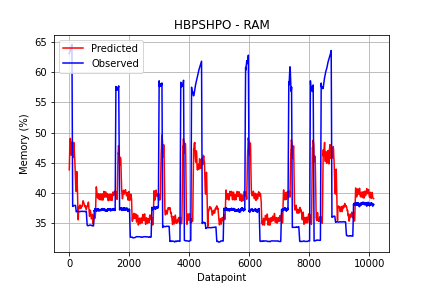 HBPSHPO - RAM
Predicted
Observed
65
60
55
50
45
40
35
Memory (%)
0
2000
4000
6000
8000
10000
Datapoint